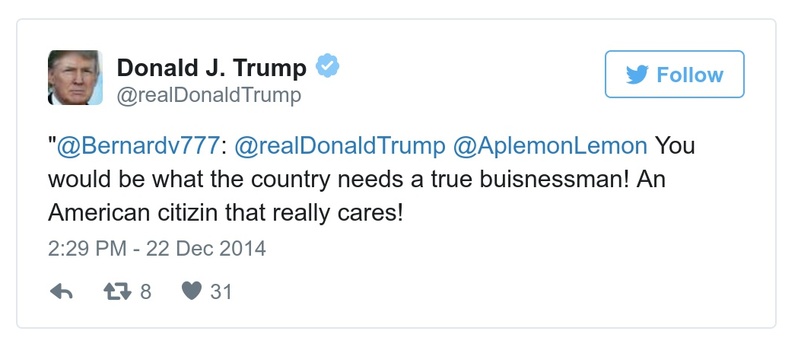 Donald J. Trump
@realDonaldTrump
Follow
"@Bernardv777: @realDonaldTrump @AplemonLemon You
would be what the country needs a true buisnessman! An
American citizin that really cares!
2:29 PM - 22 Dec 2014
8 31